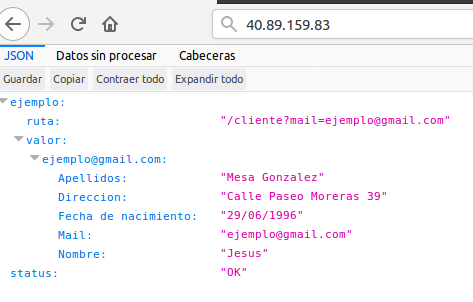 40.89.159.83
JSON Datos sin procesar Cabeceras
Guardar Copiar Contraer todo Expandir todo
ejemplo:
ruta: "/cliente?mail=ejemplo@gmail.com"
valor:
ejemplo@gmail.com:
Apellidos: "Mesa Gonzalez"
Direccion: "Calle Paseo Moreras 39"
Fecha de nacimiento: "29/06/1996"
Mail: "ejemplo@gmail.com"
Nombre: "Jesus"
status: "OK"